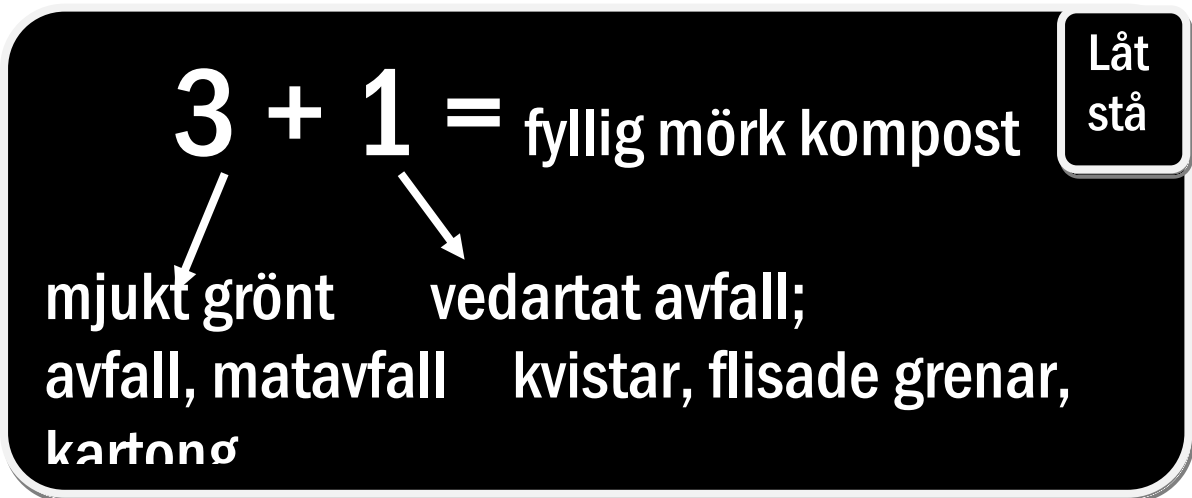 3 + 1 = fyllig mörk kompost
Låt
stå
mjukt grönt vedartat avfall;
avfall, matavfall kvistar, flisade grenar,
kartong